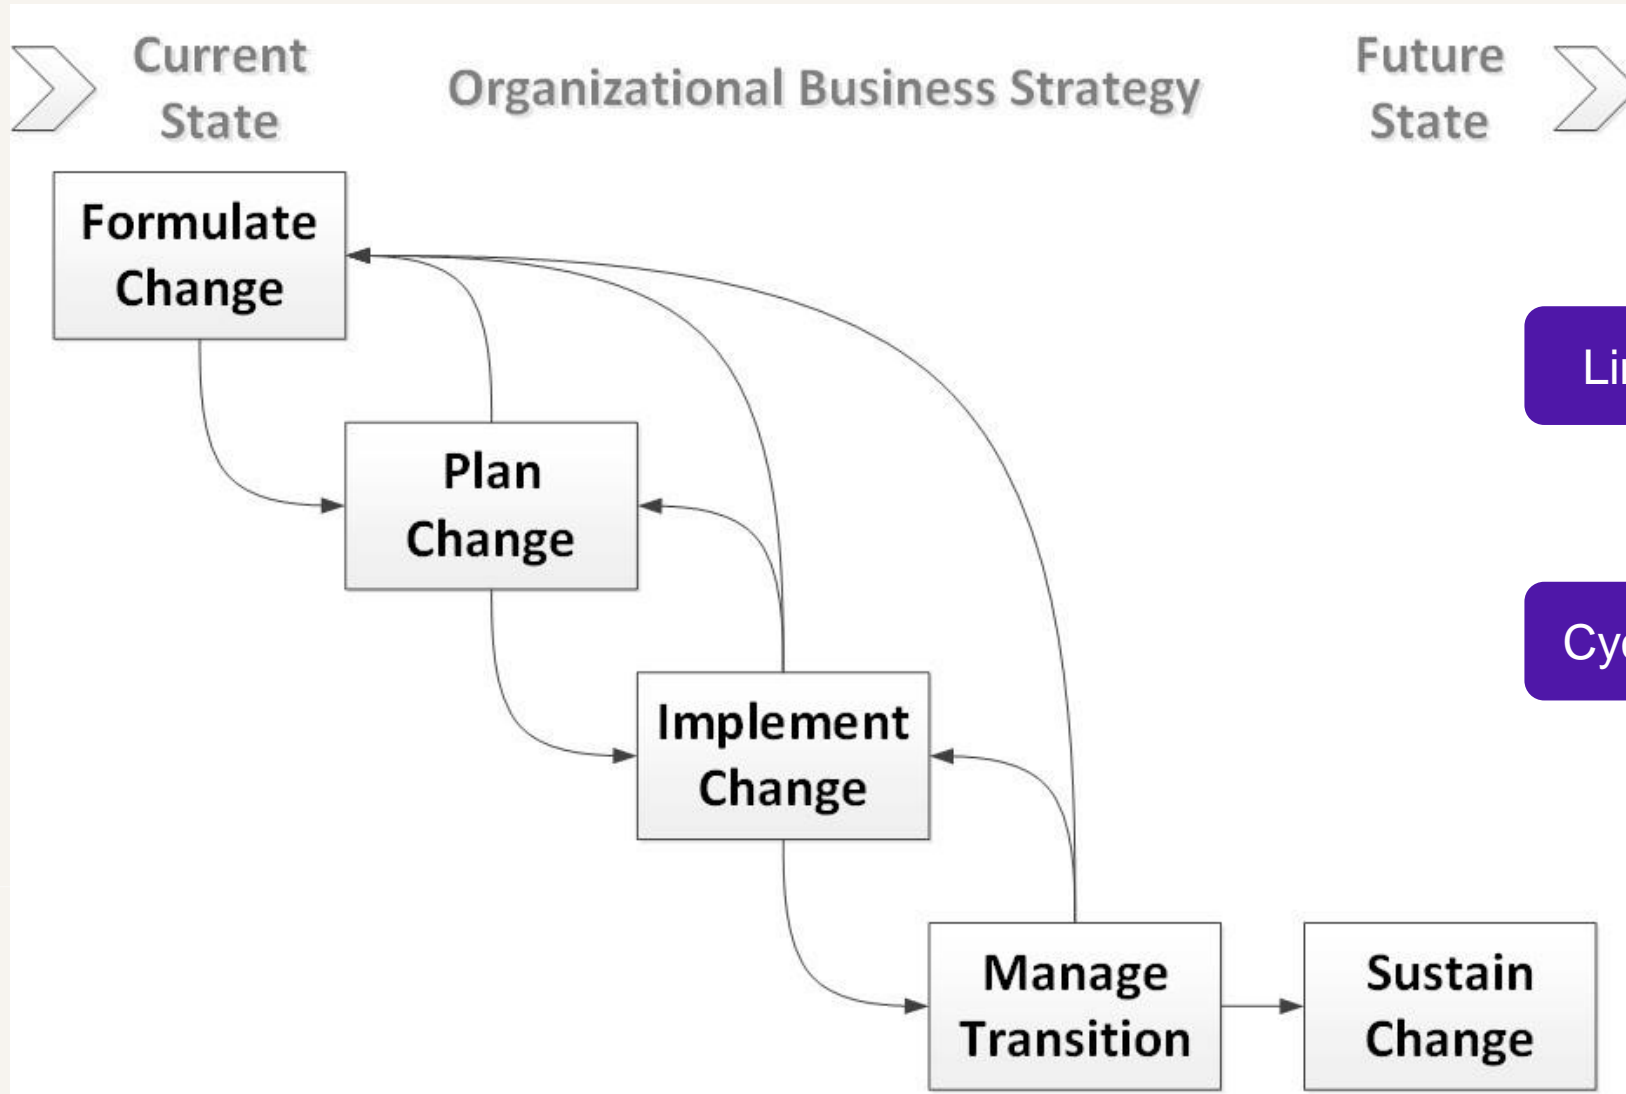 Current
State
Organizational Business Strategy
Future
State
Formulate
Change
Plan
Change
Implement
Change
Manage
Transition
Sustain
Change